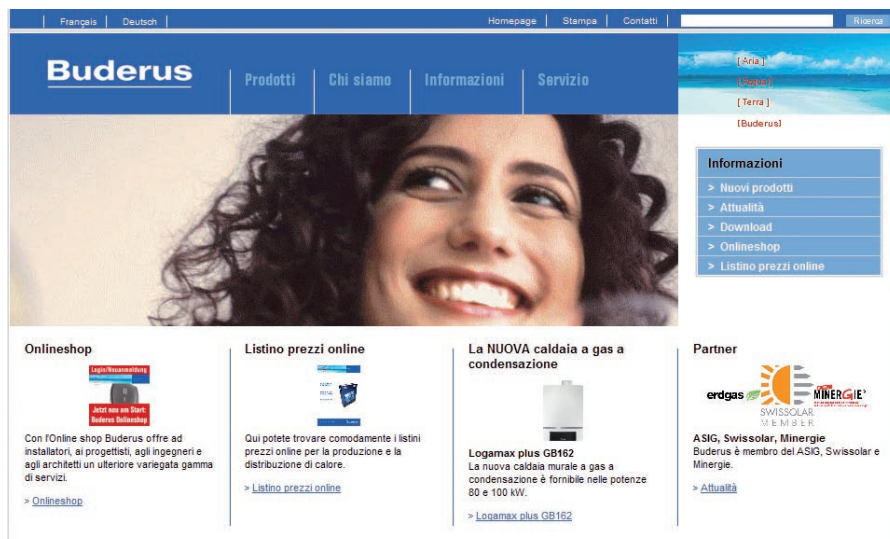 Français
Deutsch
Homepage
Stampa
Contatti
Ricerca
Buderus
Prodotti
Chi siamo
Informazioni
Servizio
[ Aria ]
[ Terra ]
[Buderus]
Informazioni
> Nuovi prodotti
> Attualità
> Download
> Onlineshop
> Listino prezzi online
Onlineshop
Login/Neuanmeldung
Jetzt neu am Start:
Buderus Onlineshop
Con l'Online shop Buderus offre ad
installatori, ai progettisti, agli ingegneri e
agli architetti un ulteriore variegata gamma
di servizi.
> Onlineshop
Listino prezzi online
Qui potete trovare comodamente i listini
prezzi online per la produzione e la
distribuzione di calore.
> Listino prezzi online
La NUOVA caldaia a gas a
condensazione
Logamax plus GB162
La nuova caldaia murale a gas a
condensazione è fornibile nelle potenze
80 e 100 kW.
> Logamax plus GB162
Partner
erdgas
SWISSOLAR
MEMBER
MINERGIE
ASIG, Swissolar, Minergie
Buderus è membro del ASIG, Swissolar e
Minergie.
> Attualità